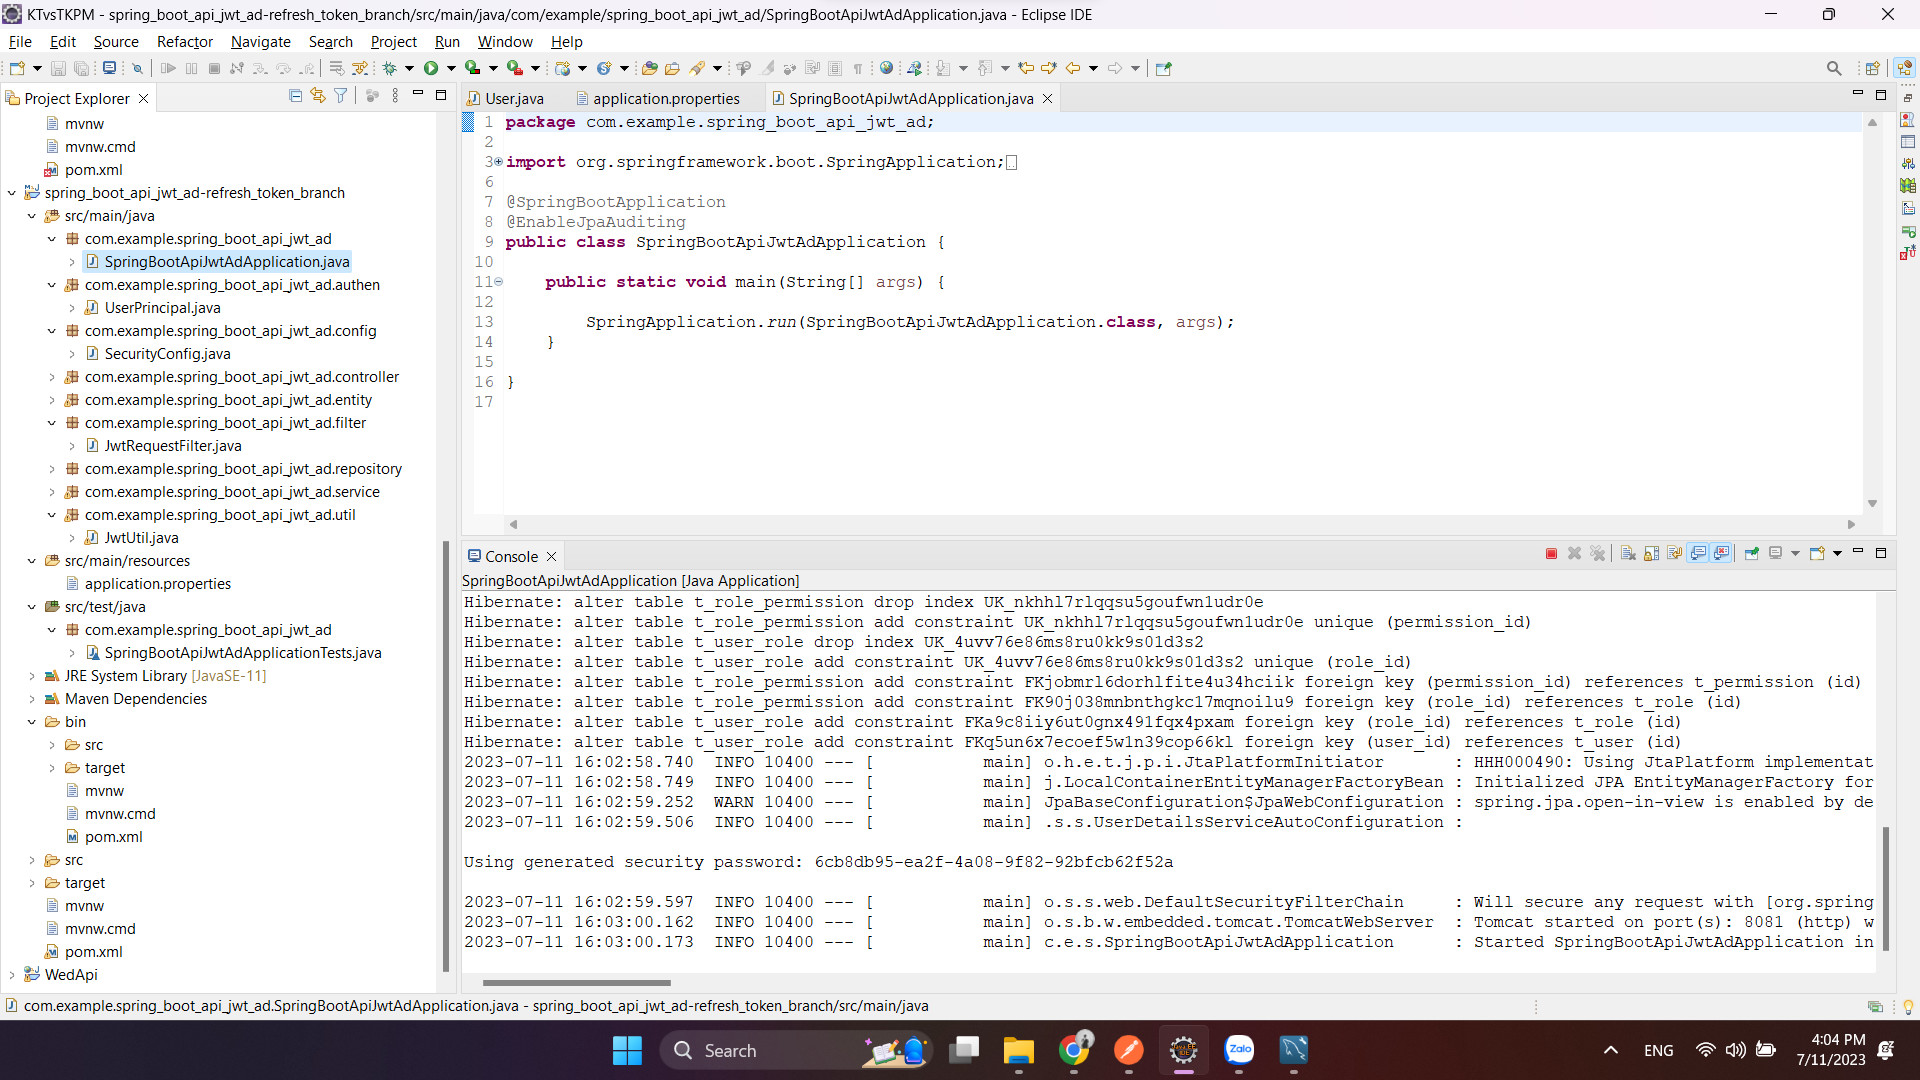 KTvsTKPM - spring_boot_api_jwt_ad-refresh_token_branch/src/main/java/com/example/spring_boot_api_jwt_ad/SpringBootApiJwtAdApplication.java - Eclipse IDE
File Edit Source Refactor Navigate Search Project Run Window Help
Project Explorer
mvnw
mvnw.cmd
pom.xml
spring_boot_api_jwt_ad-refresh_token_branch
src/main/java
com.example.spring_boot_api_jwt_ad
SpringBootApiJwtAdApplication.java
com.example.spring_boot_api_jwt_ad.authen
UserPrincipal.java
com.example.spring_boot_api_jwt_ad.config
SecurityConfig.java
com.example.spring_boot_api_jwt_ad.controller
com.example.spring_boot_api_jwt_ad.entity
com.example.spring_boot_api_jwt_ad.filter
JwtRequestFilter.java
com.example.spring_boot_api_jwt_ad.repository
com.example.spring_boot_api_jwt_ad.service
com.example.spring_boot_api_jwt_ad.util
JwtUtil.java
src/main/resources
application.properties
src/test/java
com.example.spring_boot_api_jwt_ad
SpringBootApiJwtAdApplicationTests.java
JRE System Library [JavaSE-11]
Maven Dependencies
bin
src
target
mvnw
mvnw.cmd
pom.xml
src
target
mvnw
mvnw.cmd
pom.xml
WedApi
User.java application.properties SpringBootApiJwtAdApplication.java
1 package com.example.spring_boot_api_jwt_ad;
2
3 import org.springframework.boot.SpringApplication;
6
7 @SpringBootApplication
8 @EnableJpaAuditing
9 public class SpringBootApiJwtAdApplication {
10
11 public static void main(String[] args) {
12
13 SpringApplication.run(SpringBootApiJwtAdApplication.class, args);
14 }
15
16 }
17
Console
SpringBootApiJwtAdApplication [Java Application]
Hibernate: alter table t_role_permission drop index UK_nkhhl7rlqqsu5goufwn1udr0e
Hibernate: alter table t_role_permission add constraint UK_nkhhl7rlqqsu5goufwn1udr0e unique (permission_id)
Hibernate: alter table t_user_role drop index UK_4uvv76e86ms8ru0kk9s01d3s2
Hibernate: alter table t_user_role add constraint UK_4uvv76e86ms8ru0kk9s01d3s2 unique (role_id)
Hibernate: alter table t_role_permission add constraint FKjobmrl6dorhlfite4u34hciik foreign key (permission_id) references t_permission (id)
Hibernate: alter table t_role_permission add constraint FK90j038mnbnthgkc17mqnoilu9 foreign key (role_id) references t_role (id)
Hibernate: alter table t_user_role add constraint FKa9c8iiy6ut0gnx491fqx4pxam foreign key (role_id) references t_role (id)
Hibernate: alter table t_user_role add constraint FKq5un6x7ecoef5w1n39cop66kl foreign key (user_id) references t_user (id)
2023-07-11 16:02:58.740 INFO 10400 --- [ main] o.h.e.t.j.p.i.JtaPlatformInitiator : HHH000490: Using JtaPlatform implementat
2023-07-11 16:02:58.749 INFO 10400 --- [ main] j.LocalContainerEntityManagerFactoryBean : Initialized JPA EntityManagerFactory for
2023-07-11 16:02:59.252 WARN 10400 --- [ main] JpaBaseConfiguration$JpaWebConfiguration : spring.jpa.open-in-view is enabled by de
2023-07-11 16:02:59.506 INFO 10400 --- [ main] .s.s.UserDetailsServiceAutoConfiguration :
Using generated security password: 6cb8db95-ea2f-4a08-9f82-92bfcb62f52a
2023-07-11 16:02:59.597 INFO 10400 --- [ main] o.s.s.web.DefaultSecurityFilterChain : Will secure any request with [org.spring
2023-07-11 16:03:00.162 INFO 10400 --- [ main] o.s.b.w.embedded.tomcat.TomcatWebServer : Tomcat started on port(s): 8081 (http) w
2023-07-11 16:03:00.173 INFO 10400 --- [ main] c.e.s.SpringBootApiJwtAdApplication : Started SpringBootApiJwtAdApplication in
com.example.spring_boot_api_jwt_ad.SpringBootApiJwtAdApplication.java - spring_boot_api_jwt_ad-refresh_token_branch/src/main/java
Search
Zalo
ENG
4:04 PM
7/11/2023